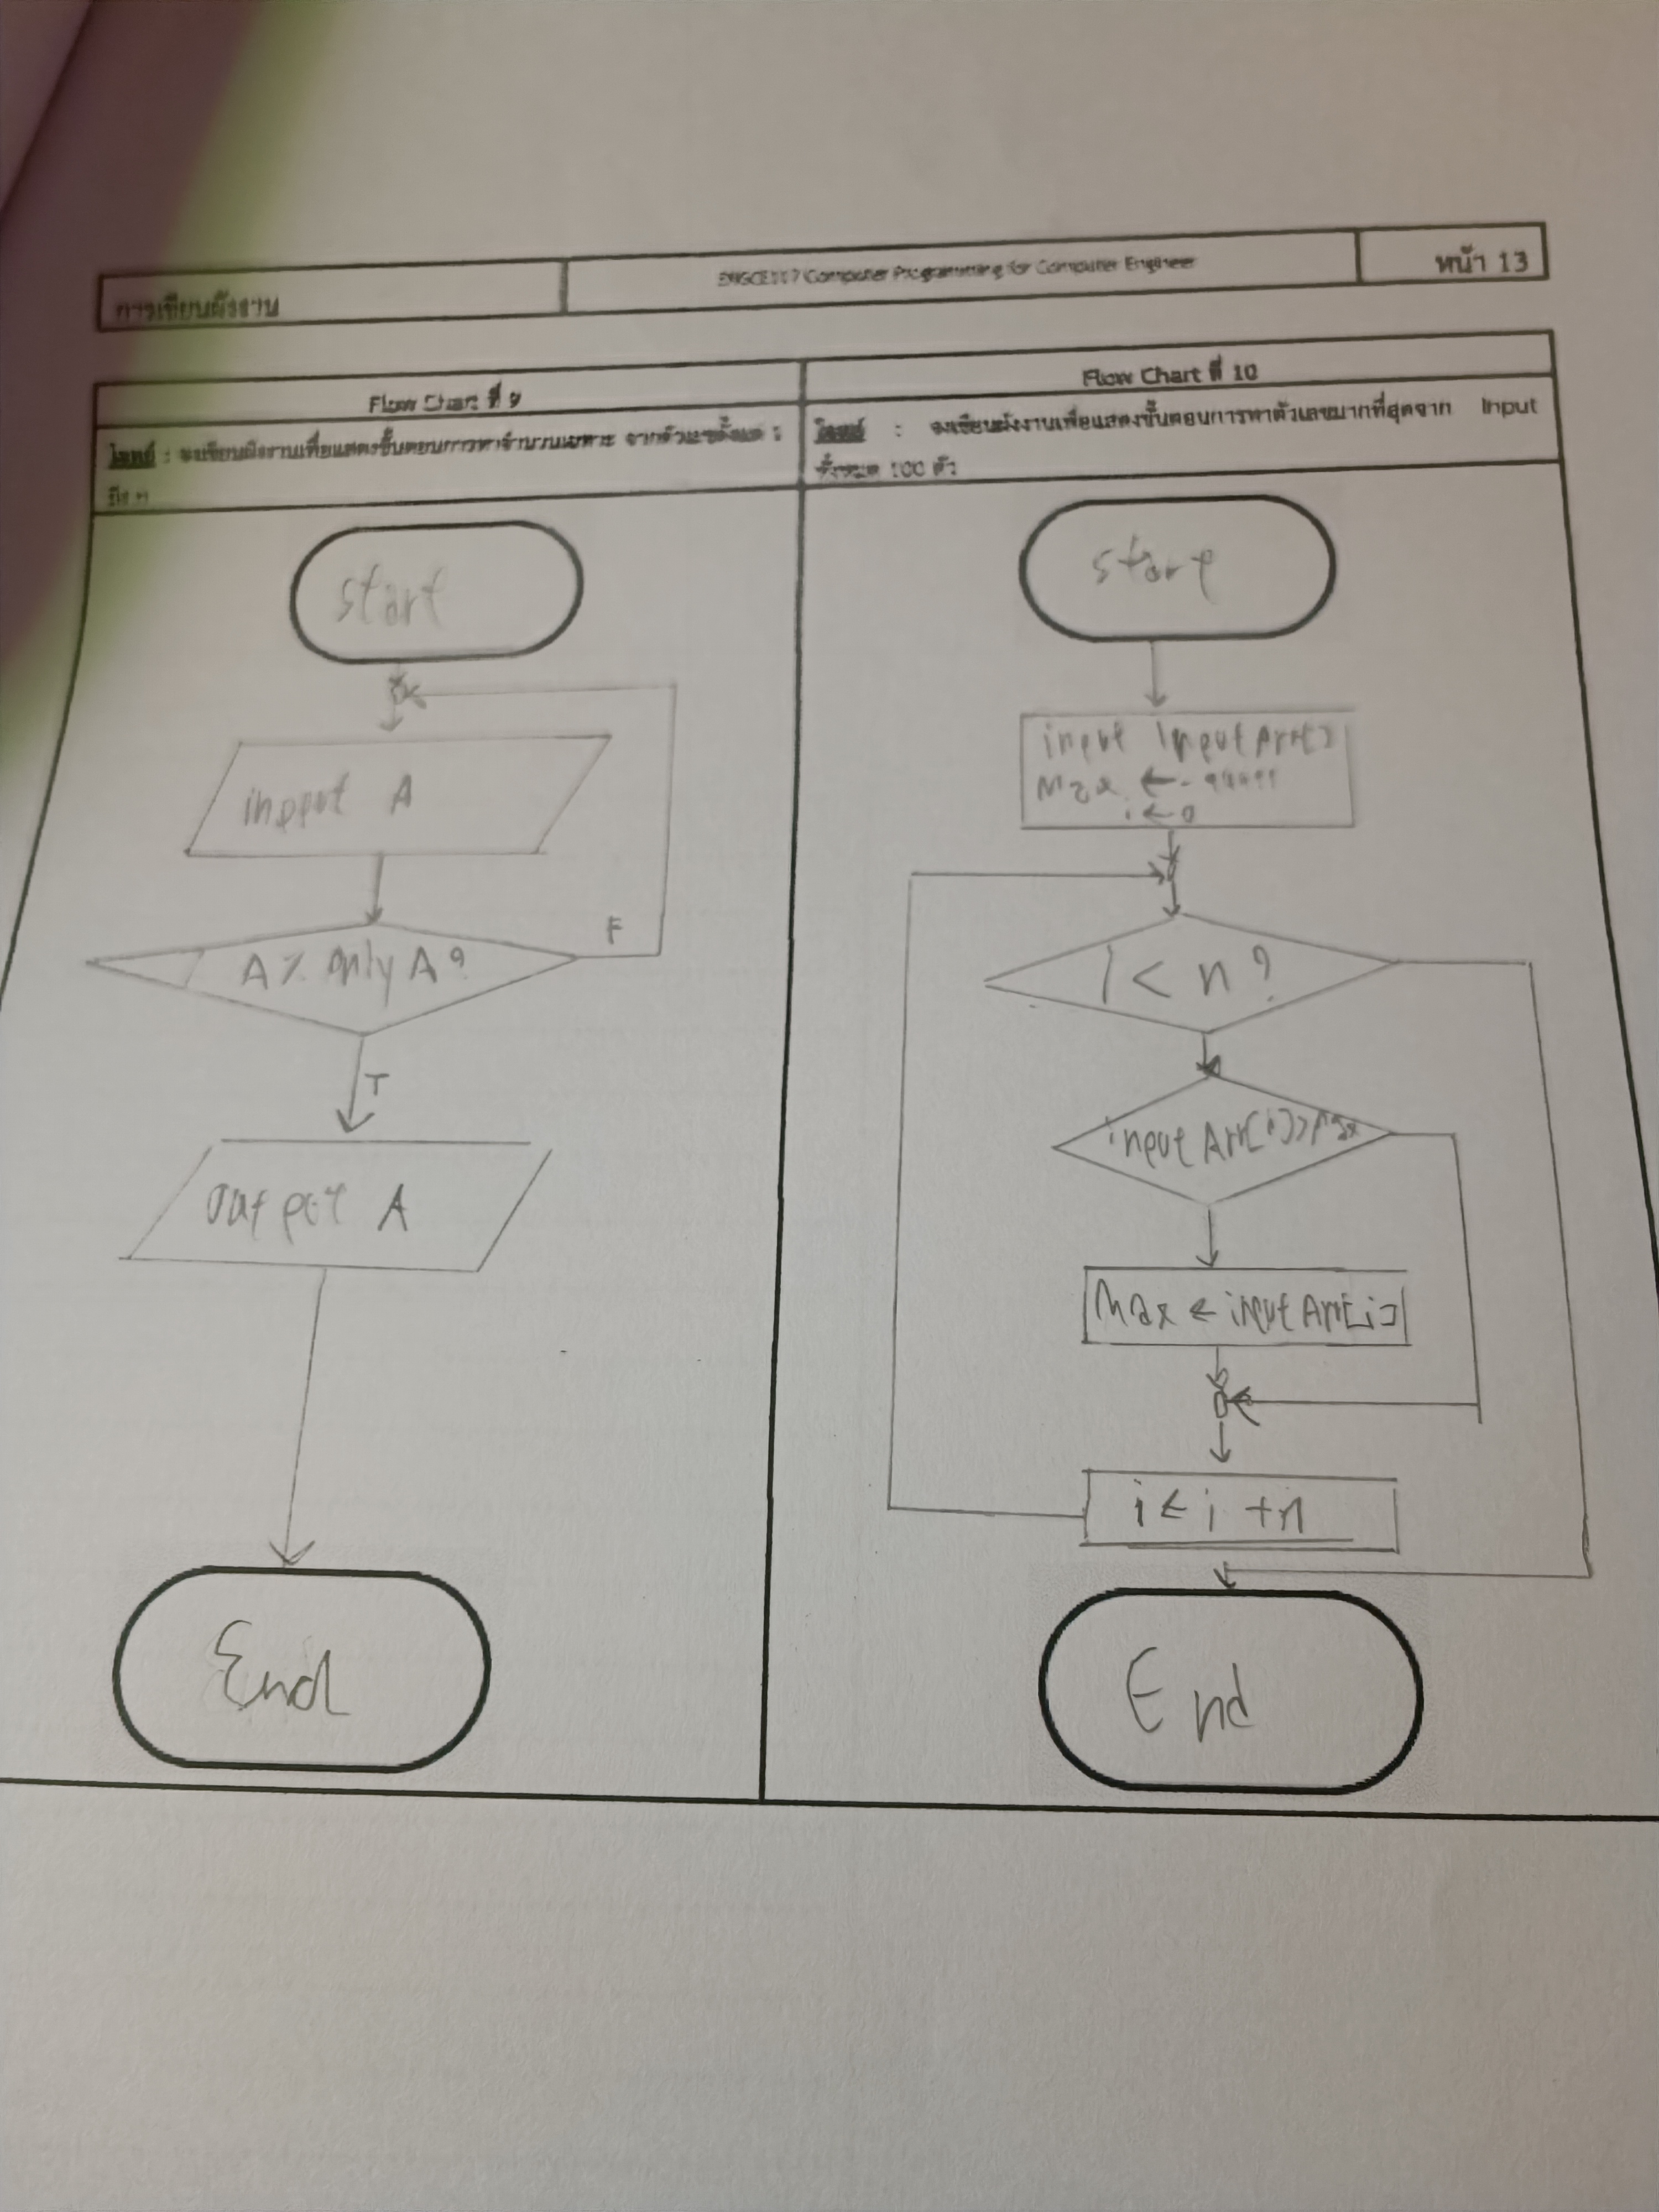 การเขียนผังงาน
ENGCE117 Computer Programming for Computer Engineer
หน้า 13
Flow Chart ที่ 9
โจทย์ : จงเขียนผังงานเพื่อแสดงขั้นตอนการหาจำนวนเฉพาะ จากตัวเลขตั้งแต่ 1
ถึง n
start
input A
A % only A ?
F
T
output A
End
Flow Chart ที่ 10
โจทย์ : จงเขียนผังงานเพื่อแสดงขั้นตอนการหาตัวเลขมากที่สุดจาก Input
ทั้งหมด 100 ตัว
start
input InputArr[]
Max ← -99999
i ← 0
i < n ?
inputArr[i] > Max
Max ← inputArr[i]
i ← i + n
End